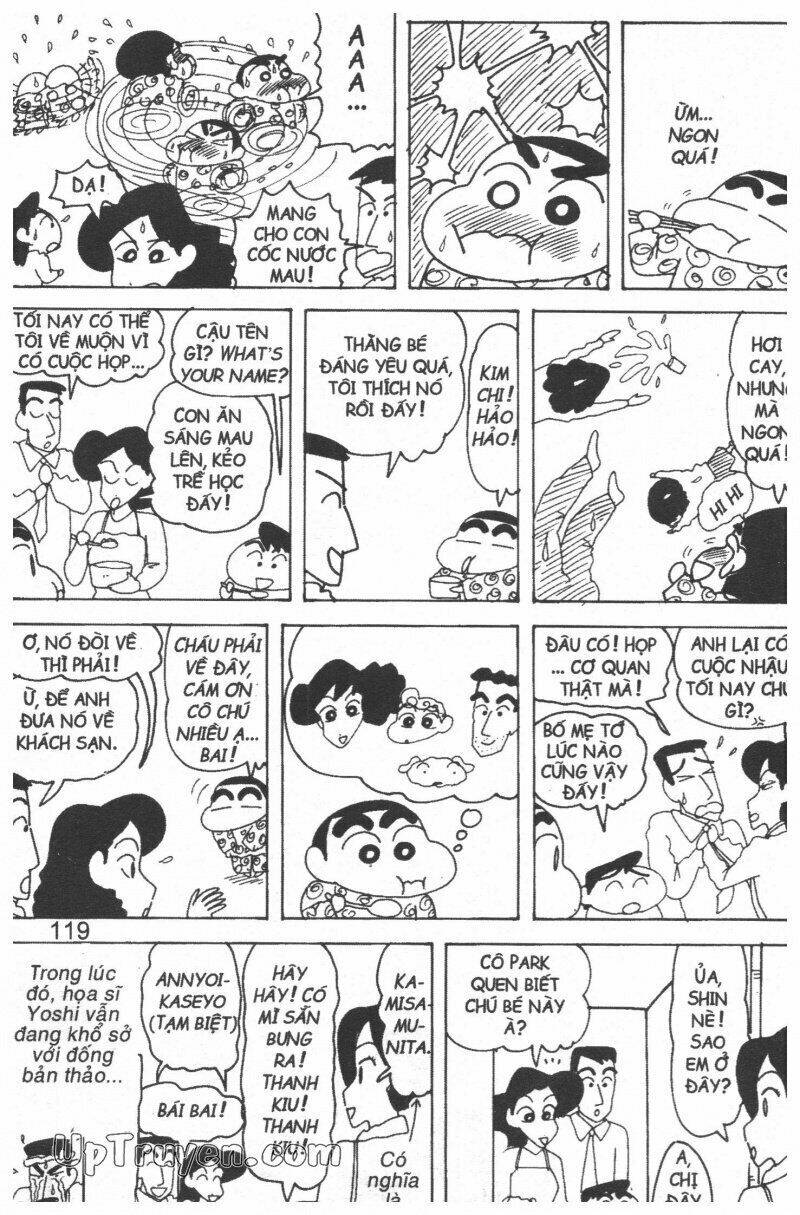 ỪM...
NGON
QUÁ!
A
A
A
...
MANG
CHO CON
CỐC NƯỚC
MAU!
DẠ!
HƠI
CAY,
NHƯNG
MÀ
NGON
QUÁ!
HI HI
KIM
CHI!
HẢO
HẢO!
THẰNG BÉ
ĐÁNG YÊU QUÁ,
TÔI THÍCH NÓ
RỒI ĐẤY!
CẬU TÊN
GÌ? WHAT'S
YOUR NAME?
TỐI NAY CÓ THỂ
TÔI VỀ MUỘN VÌ
CÓ CUỘC HỌP...
CON ĂN
SÁNG MAU
LÊN, KẺO
TRỄ HỌC
ĐẤY!
ANH LẠI CÓ
CUỘC NHẬU
TỐI NAY CHỨ
GÌ?
ĐÂU CÓ! HỌP
... CƠ QUAN
THẬT MÀ!
BỐ MẸ TỚ
LÚC NÀO
CŨNG VẬY
ĐẤY!
CHÁU PHẢI
VỀ ĐÂY,
CÁM ƠN
CÔ CHÚ
NHIỀU Ạ...
BAI!
Ơ, NÓ ĐÒI VỀ
THÌ PHẢI!
Ừ, ĐỂ ANH
ĐƯA NÓ VỀ
KHÁCH SẠN.
119
ỦA,
SHIN
NÈ!
SAO
EM Ở
ĐÂY?
A,
CHỊ
ĐÂY
CÔ PARK
QUEN BIẾT
CHÚ BÉ NÀY
À?
KA-
MISA-
MU-
NITA.
Có
nghĩa
là
HÂY
HÂY! CÓ
MÌ SẴN
BUNG
RA!
THANK
KIU!
THANK
KIU!
ANNYOI-
KASEYO
(TẠM BIỆT)
BÁI BAI!
Trong lúc
đó, họa sĩ
Yoshi vẫn
đang khổ sở
với đống
bản thảo...
UpTruyen.com